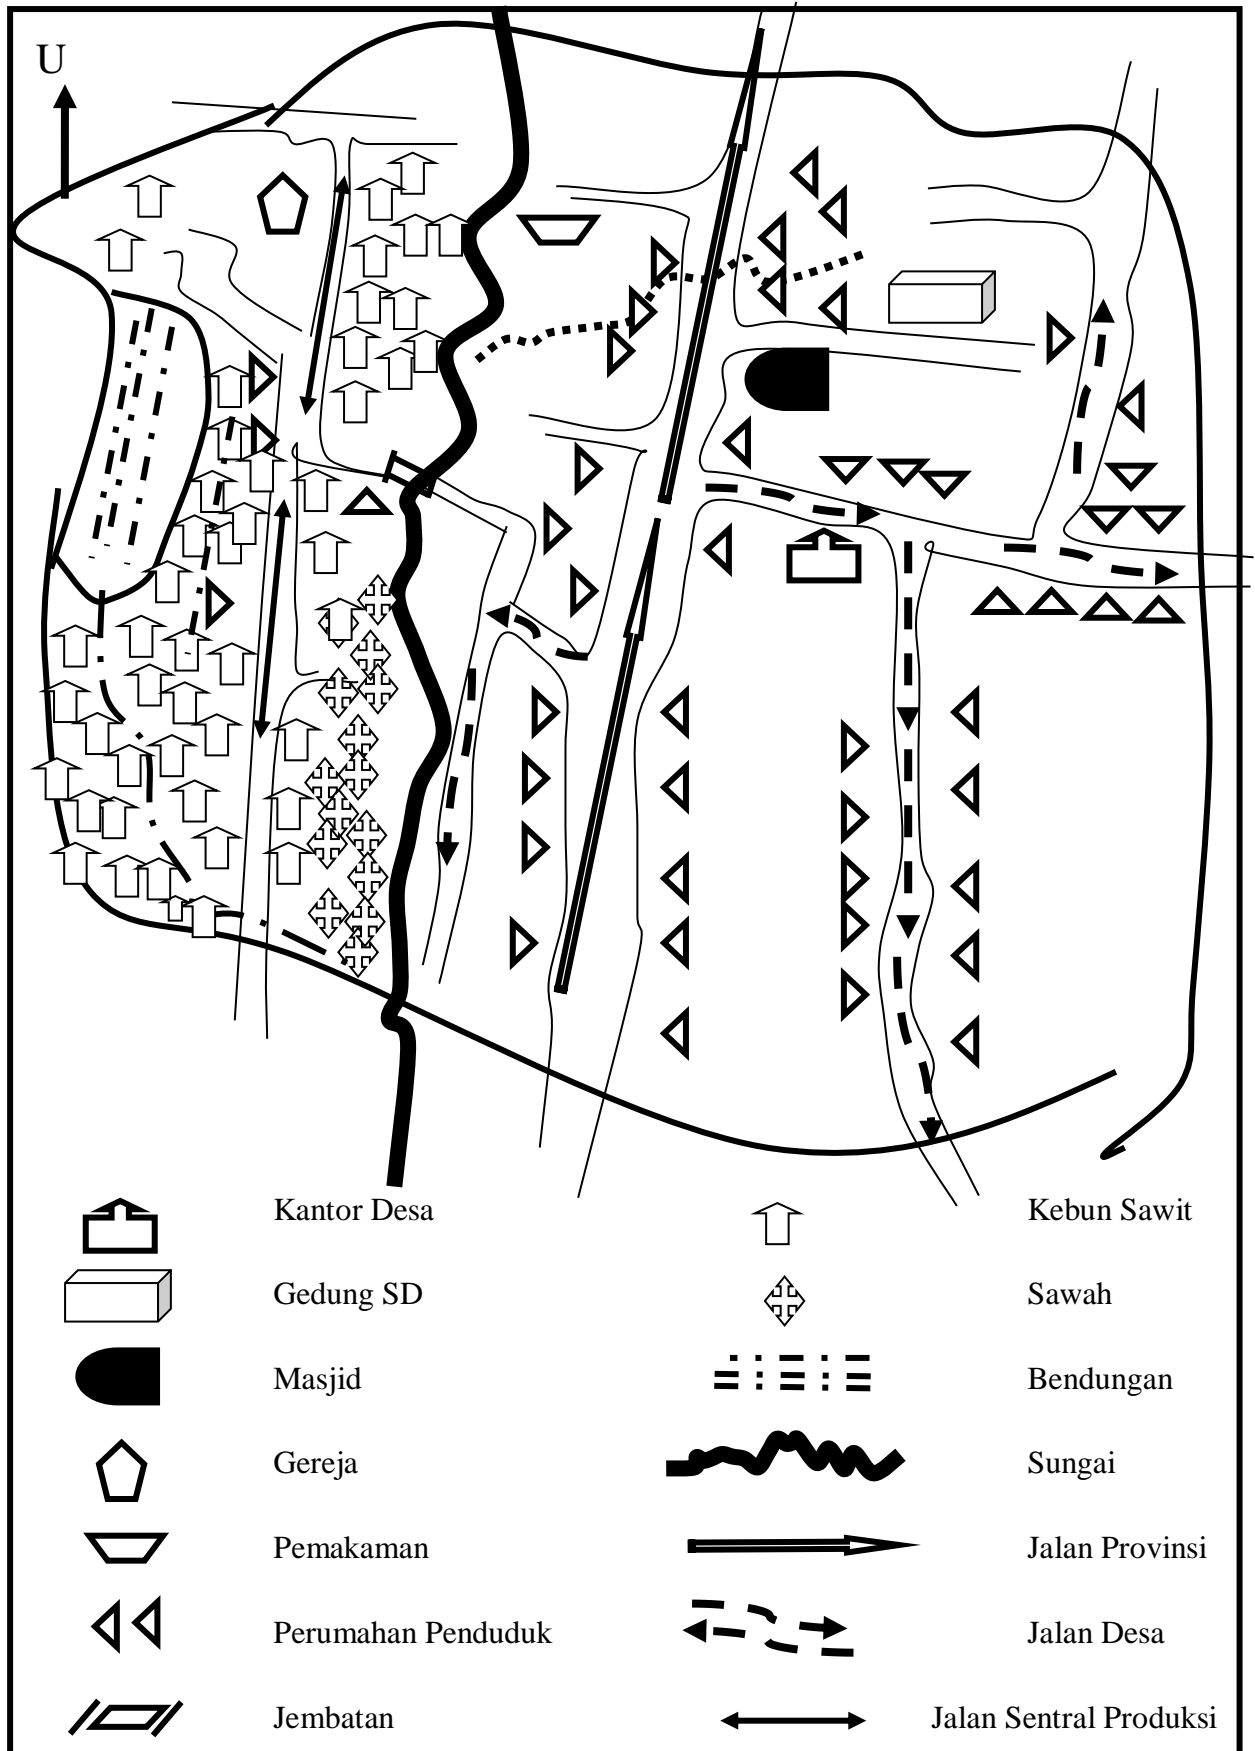 U
Kantor Desa
Kebun Sawit
Gedung SD
Sawah
Masjid
Bendungan
Gereja
Sungai
Pemakaman
Jalan Provinsi
Perumahan Penduduk
Jalan Desa
Jembatan
Jalan Sentral Produksi